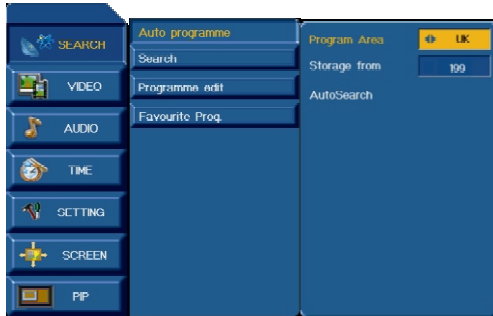 SEARCH
VIDEO
AUDIO
TIME
SETTING
SCREEN
PIP
Auto programme
Search
Programme edit
Favourite Prog.
Program Area UK
Storage from 199
AutoSearch